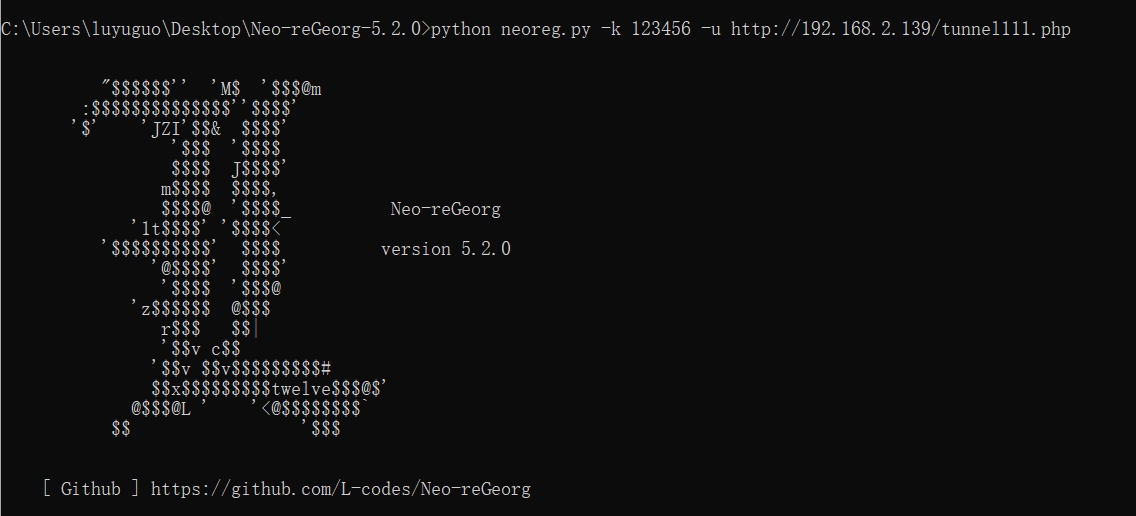 C:\Users\luyuguo\Desktop\Neo-reGeorg-5.2.0>python neoreg.py -k 123456 -u http://192.168.2.139/tunnel111.php
"$$$$$$''  'M$  '$$$@m
:$$$$$$$$$$$$$$''$$$$'
'$'    'JZI'$$&  $$$$'
'$$$  '$$$$
$$$$  J$$$$'
m$$$$  $$$$,
$$$$@  '$$$$_          Neo-reGeorg
'1t$$$$' '$$$$<
'$$$$$$$$$$'  $$$$          version 5.2.0
'@$$$$'  $$$$'
'$$$$  '$$$@
'z$$$$$$  @$$$
r$$$   $$|
'$$v c$$
'$$v $$v$$$$$$$$$#
$$x$$$$$$$$$twelve$$$@$'
@$$$@L '    '<@$$$$$$$$`
$$                 '$$$
[ Github ] https://github.com/L-codes/Neo-reGeorg